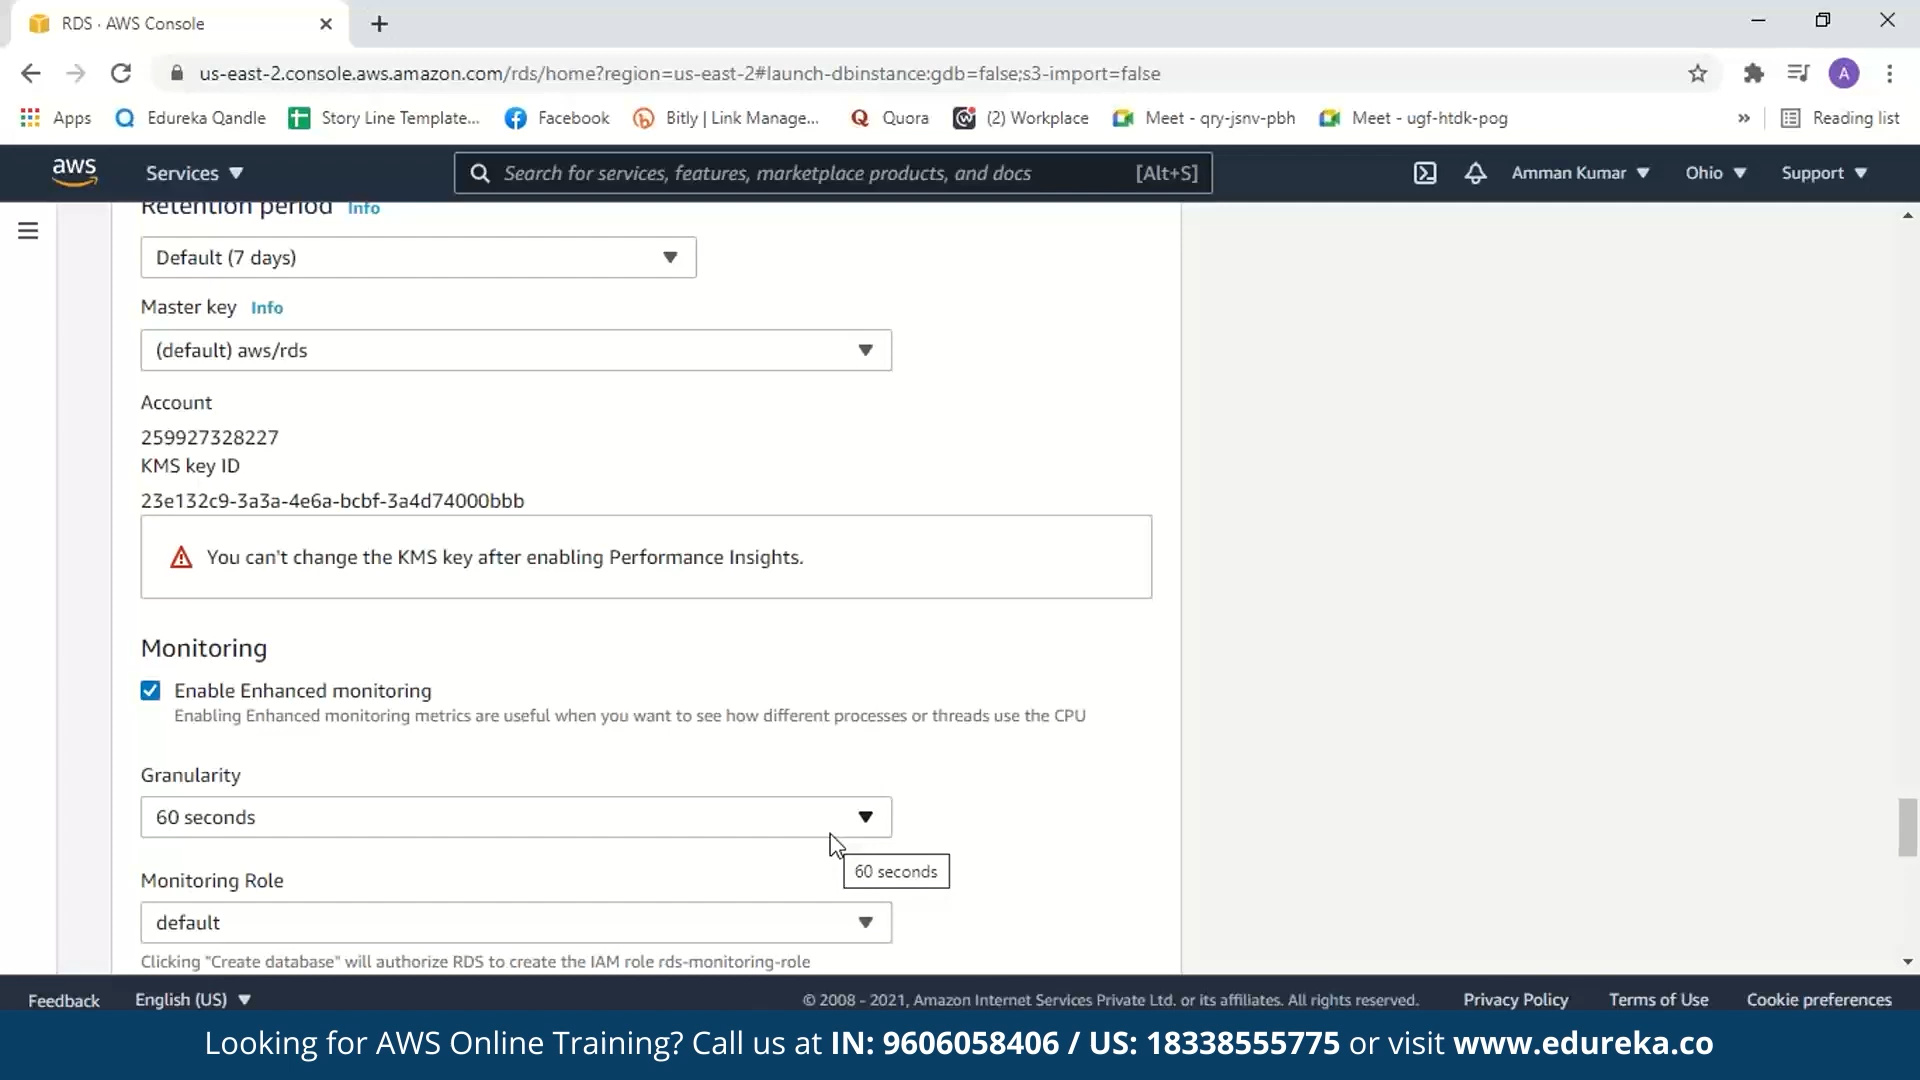 RDS · AWS Console
us-east-2.console.aws.amazon.com/rds/home?region=us-east-2#launch-dbinstance:gdb=false;s3-import=false
A
Apps Edureka Qandle Story Line Template... Facebook Bitly | Link Manage... Quora (2) Workplace Meet - qry-jsnv-pbh Meet - ugf-htdk-pog » Reading list
aws Services Search for services, features, marketplace products, and docs [Alt+S] Amman Kumar Ohio Support
Retention period Info
Default (7 days)
Master key Info
(default) aws/rds
Account
259927328227
KMS key ID
23e132c9-3a3a-4e6a-bcbf-3a4d74000bbb
You can't change the KMS key after enabling Performance Insights.
Monitoring
Enable Enhanced monitoring
Enabling Enhanced monitoring metrics are useful when you want to see how different processes or threads use the CPU
Granularity
60 seconds
60 seconds
Monitoring Role
default
Clicking "Create database" will authorize RDS to create the IAM role rds-monitoring-role
Feedback English (US) © 2008 - 2021, Amazon Internet Services Private Ltd. or its affiliates. All rights reserved. Privacy Policy Terms of Use Cookie preferences
Looking for AWS Online Training? Call us at IN: 9606058406 / US: 18338555775 or visit www.edureka.co